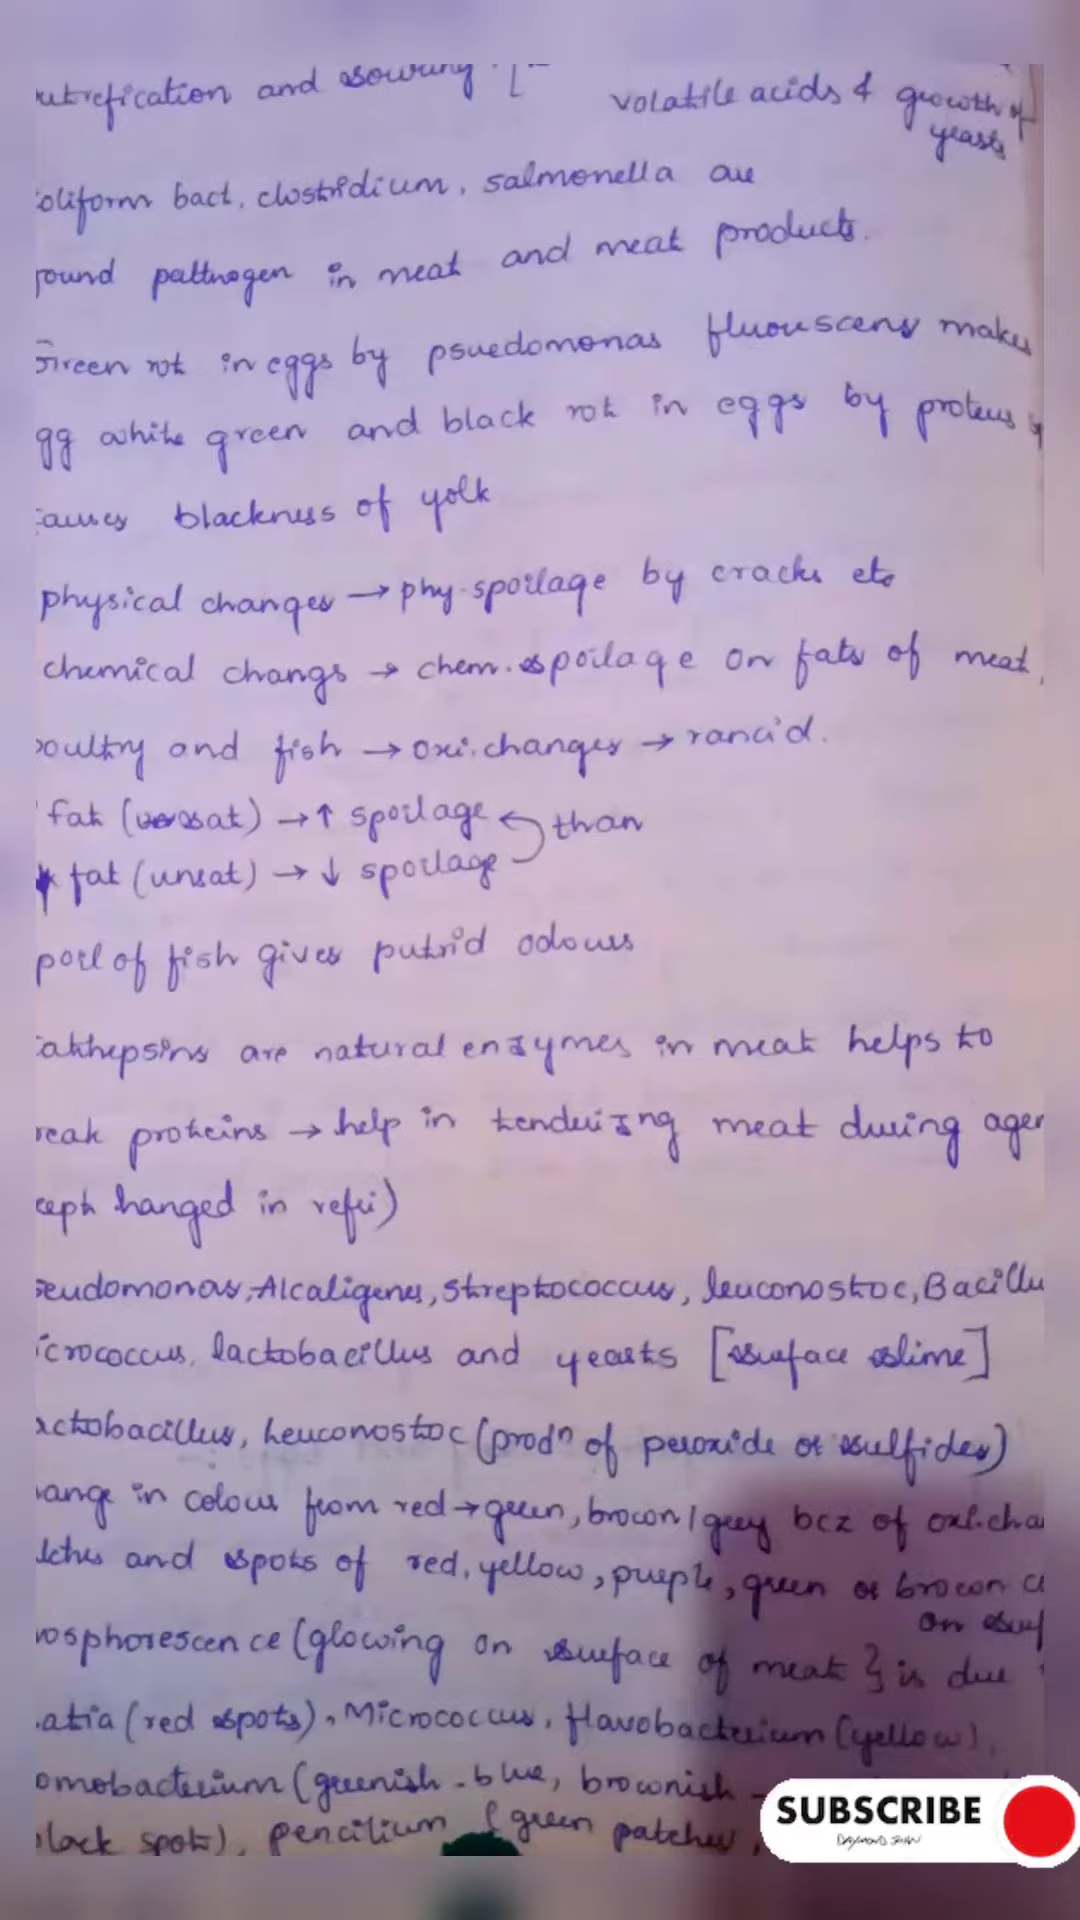 utrefication and souring
volatile acids & growth of
yeasts
oliform bact, clostridium, salmonella are
found pathogen in meat and meat products.
Green rot in eggs by psuedomonas fluouscens makes
gg white green and black rot in eggs by proteus
causes blackness of yolk
physical changes → phy.spoilage by cracks etc
chemical changs → chem.spoilage on fats of meat,
poultry and fish → oxi.changes → rancid.
fat (sat) → ↑ spoilage than
fat (unsat) → ↓ spoilage
poil of fish gives putrid odours
cathepsins are natural enzymes in meat helps to
reak proteins → help in tenderizng meat during agen
kept hanged in refri)
seudomonas, Alcaligenes, streptococcus, leuconostoc, Bacillu
icrococcus, lactobacillus and yeasts [surface slime]
actobacillus, leuconostoc (prodⁿ of peroxide or sulfides)
hange in colour from red → green, brown/grey bcz of oxi.cha
tches and spots of red, yellow, purple, green or brown c
on surf
hosphorescence (glowing on surface of meat } is due
ratia (red spots), Micrococcus, flavobacterium (yellow),
omobacterium (greenish-blue, brownish-
black spots), pencilium (green patches,
SUBSCRIBE